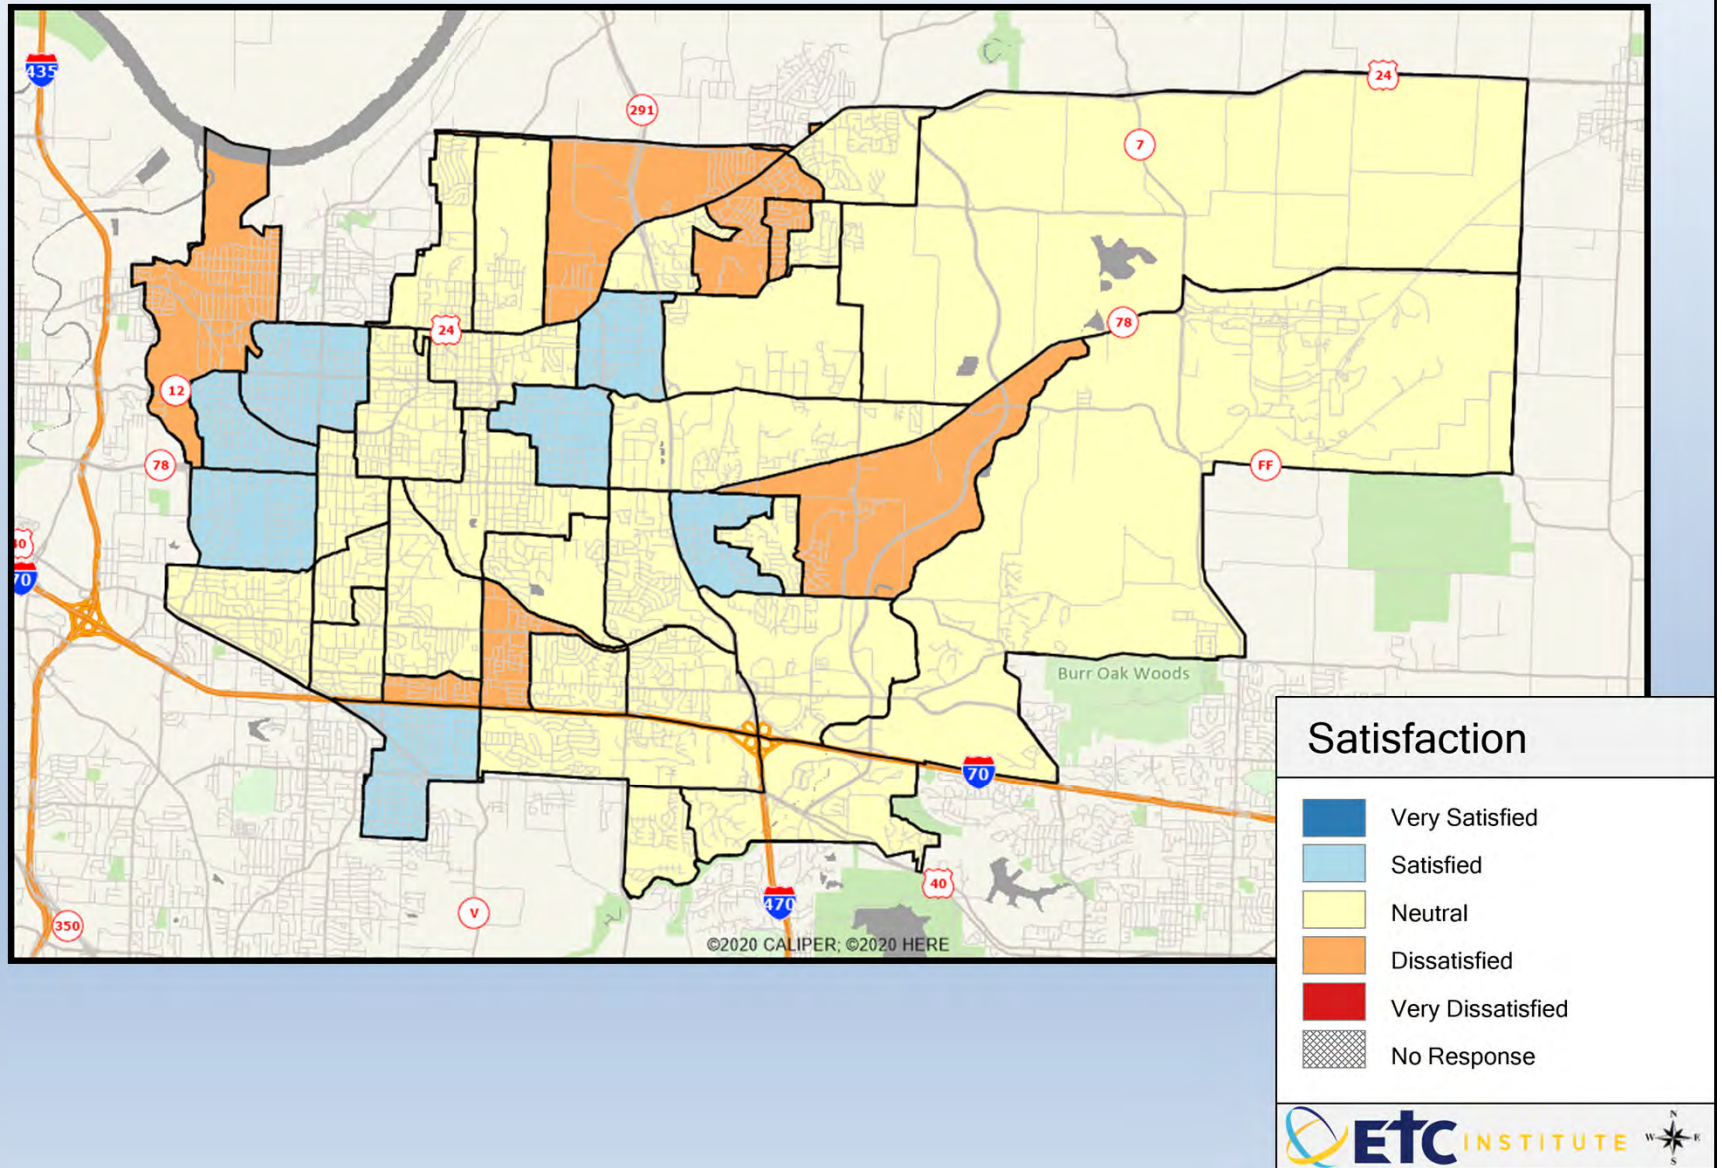 435
291
24
7
24
78
12
78
FF
40
70
Burr Oak Woods
70
40
470
V
350
©2020 CALIPER; ©2020 HERE
Satisfaction
Very Satisfied
Satisfied
Neutral
Dissatisfied
Very Dissatisfied
No Response
ETC INSTITUTE
N
W E
S